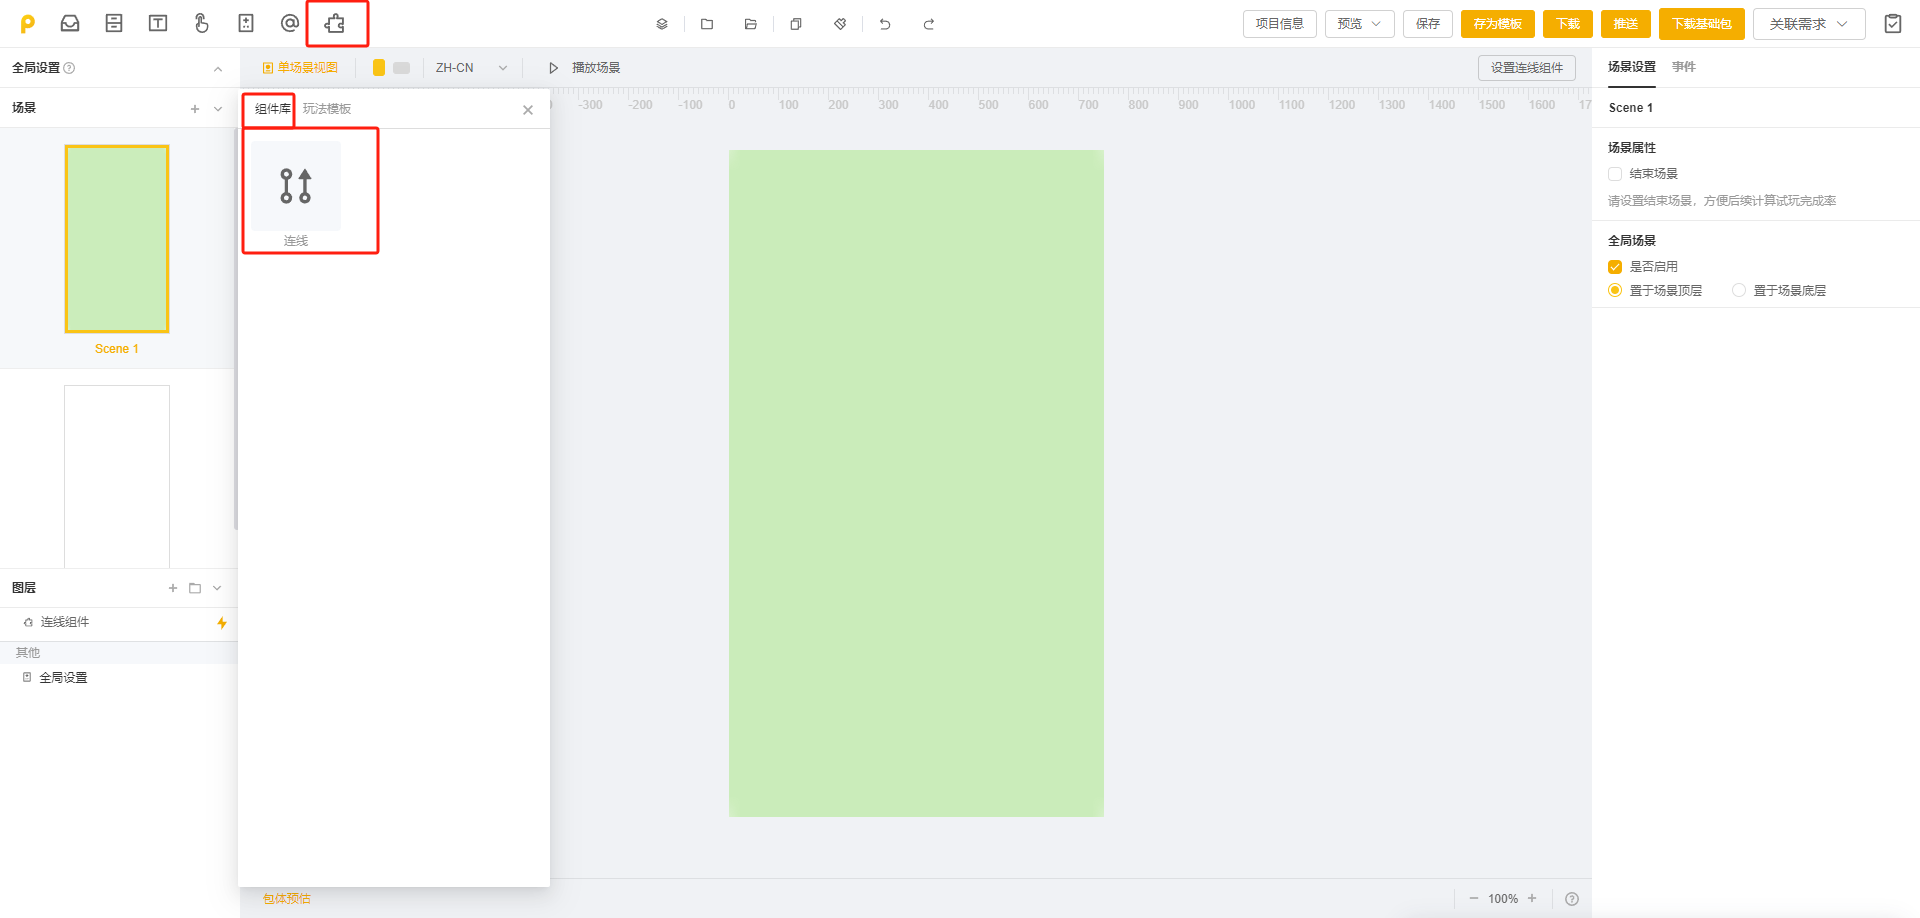 项目信息
预览
保存
存为模板
下载
推送
下载基础包
关联需求
全局设置
单场景视图
ZH-CN
播放场景
设置连线组件
场景设置 事件
场景
组件库 玩法模板
-300 -200 -100 0 100 200 300 400 500 600 700 800 900 1000 1100 1200 1300 1400 1500 1600 17
Scene 1
场景属性
结束场景
请设置结束场景，方便后续计算试玩完成率
全局场景
是否启用
置于场景顶层 置于场景底层
连线
Scene 1
图层
连线组件
其他
全局设置
包体预估
100%